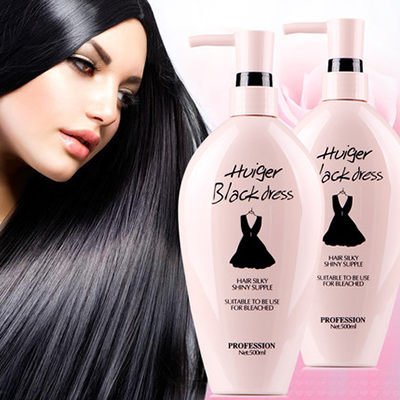 Huiger
Black dress
HAIR SILKY
SHINY SUPPLE
SUITABLE TO BE USE
FOR BLEACHED
PROFESSION
Net:500ml
Huiger
lack dress
HAIR SILKY
SHINY SUPPLE
SUITABLE TO BE USE
FOR BLEACHED
PROFESSION
Net:500ml